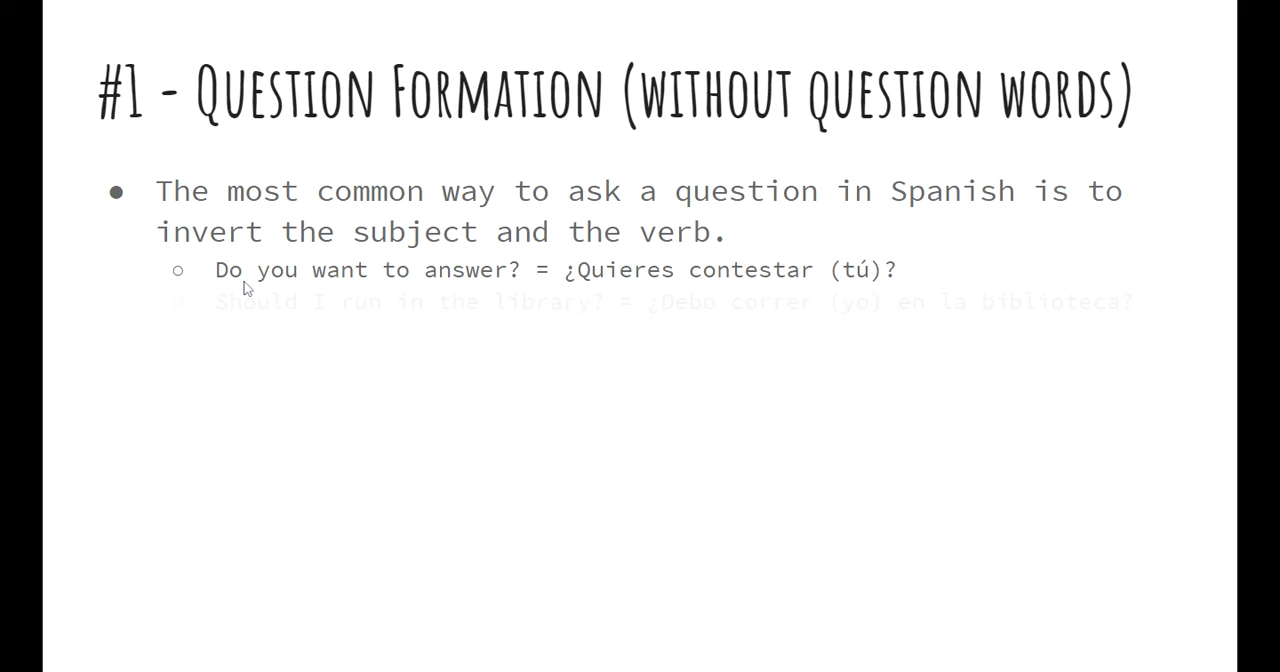 #1 - Question Formation (without question words)
● The most common way to ask a question in Spanish is to
invert the subject and the verb.
○ Do you want to answer? = ¿Quieres contestar (tú)?
○ Should I run in the library? = ¿Debo correr (yo) en la biblioteca?